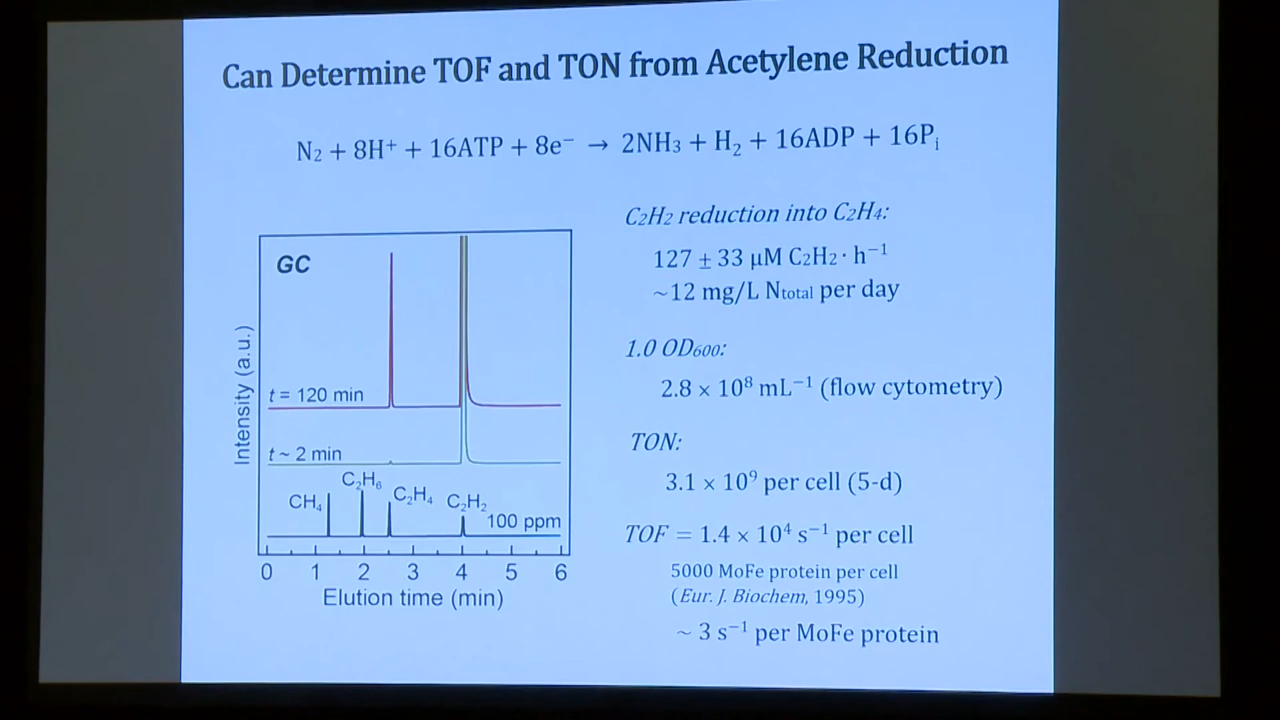 Can Determine TOF and TON from Acetylene Reduction
N₂ + 8H⁺ + 16ATP + 8e⁻ → 2NH₃ + H₂ + 16ADP + 16Pᵢ
GC
Intensity (a.u.)
t = 120 min
t ~ 2 min
CH₄
C₂H₆
C₂H₄
C₂H₂
100 ppm
0 1 2 3 4 5 6
Elution time (min)
C₂H₂ reduction into C₂H₄:
127 ± 33 µM C₂H₂ · h⁻¹
~12 mg/L Ntotal per day
1.0 OD₆₀₀:
2.8 × 10⁸ mL⁻¹ (flow cytometry)
TON:
3.1 × 10⁹ per cell (5-d)
TOF = 1.4 × 10⁴ s⁻¹ per cell
5000 MoFe protein per cell
(Eur. J. Biochem, 1995)
~ 3 s⁻¹ per MoFe protein